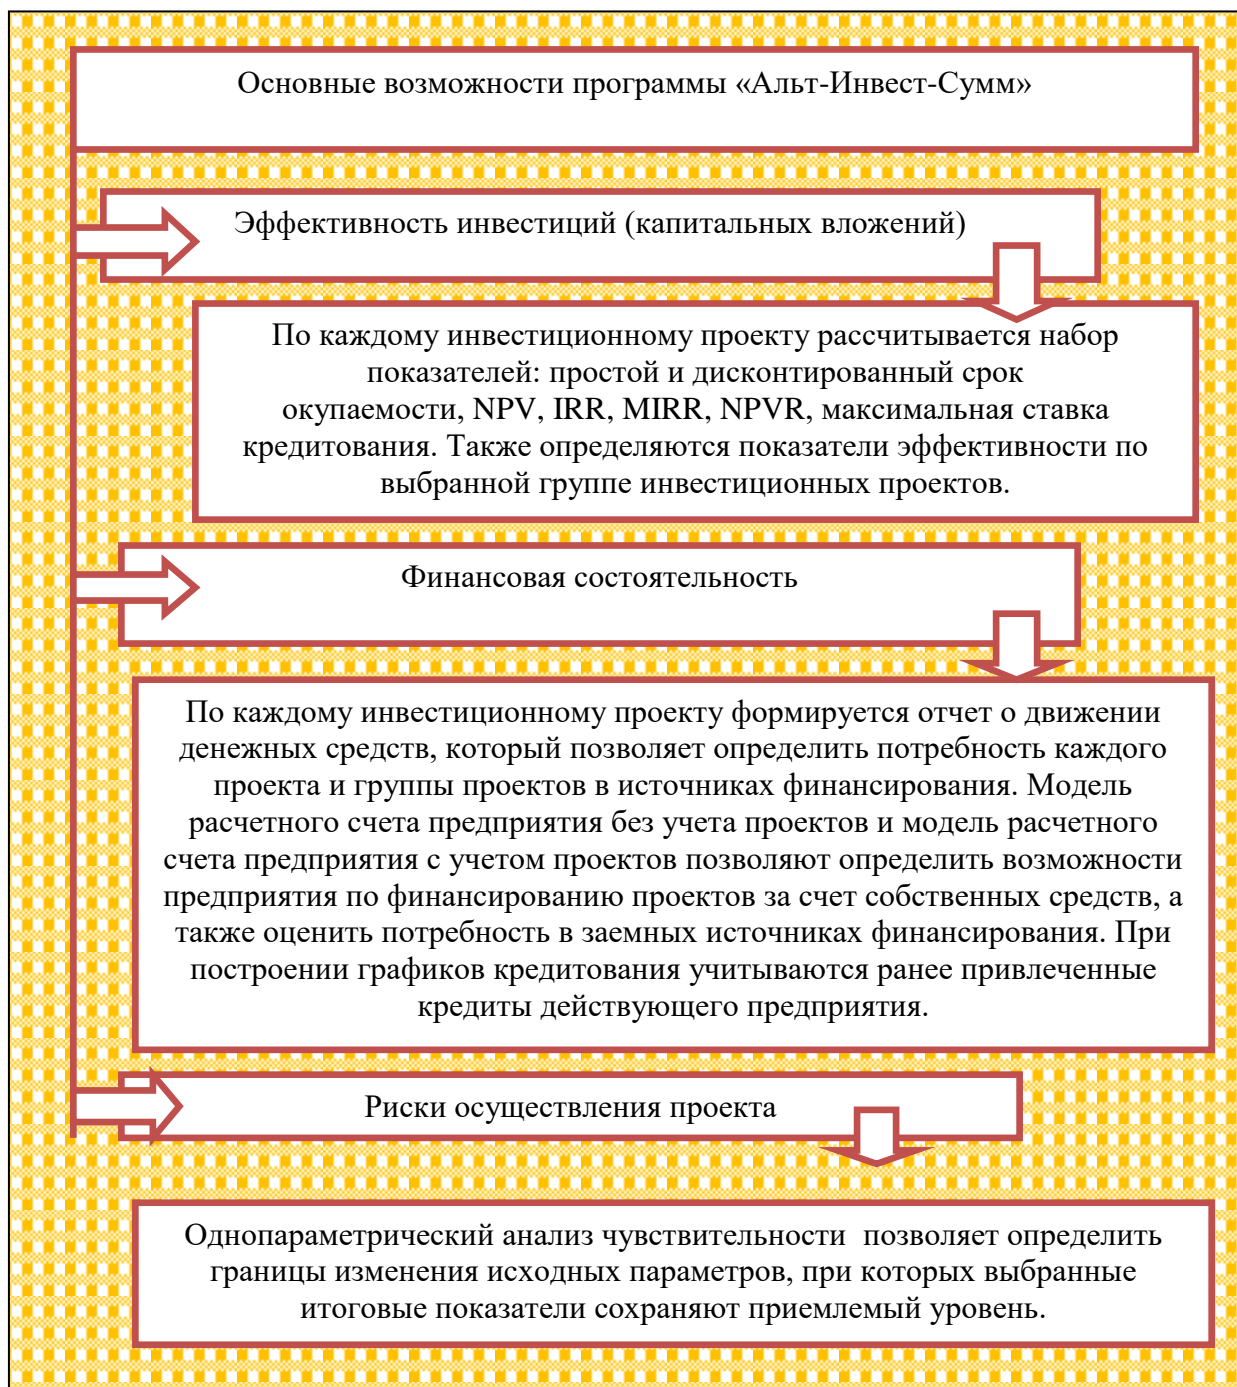 Основные возможности программы «Альт-Инвест-Сумм»
Эффективность инвестиций (капитальных вложений)
По каждому инвестиционному проекту рассчитывается набор
показателей: простой и дисконтированный срок
окупаемости, NPV, IRR, MIRR, NPVR, максимальная ставка
кредитования. Также определяются показатели эффективности по
выбранной группе инвестиционных проектов.
Финансовая состоятельность
По каждому инвестиционному проекту формируется отчет о движении
денежных средств, который позволяет определить потребность каждого
проекта и группы проектов в источниках финансирования. Модель
расчетного счета предприятия без учета проектов и модель расчетного
счета предприятия с учетом проектов позволяют определить возможности
предприятия по финансированию проектов за счет собственных средств, а
также оценить потребность в заемных источниках финансирования. При
построении графиков кредитования учитываются ранее привлеченные
кредиты действующего предприятия.
Риски осуществления проекта
Однопараметрический анализ чувствительности  позволяет определить
границы изменения исходных параметров, при которых выбранные
итоговые показатели сохраняют приемлемый уровень.